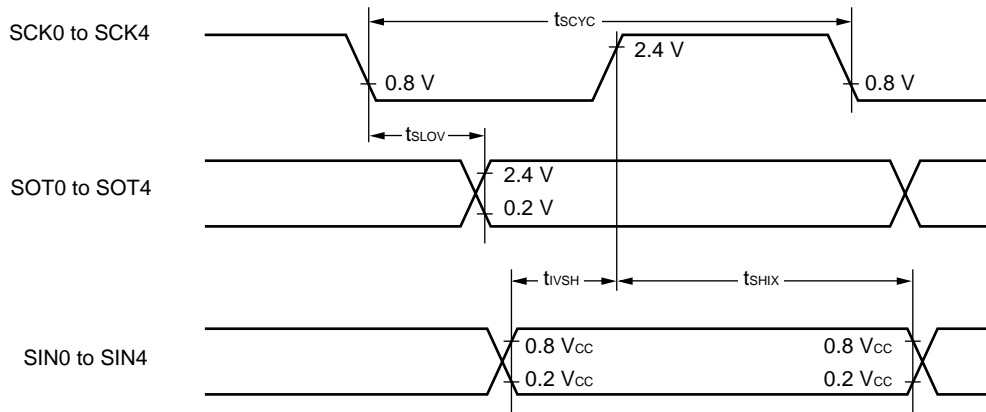 tSCYC
SCK0 to SCK4
2.4 V
0.8 V
0.8 V
tSLOV
SOT0 to SOT4
2.4 V
0.2 V
tIVSH
tSHIX
SIN0 to SIN4
0.8 VCC
0.8 VCC
0.2 VCC
0.2 VCC